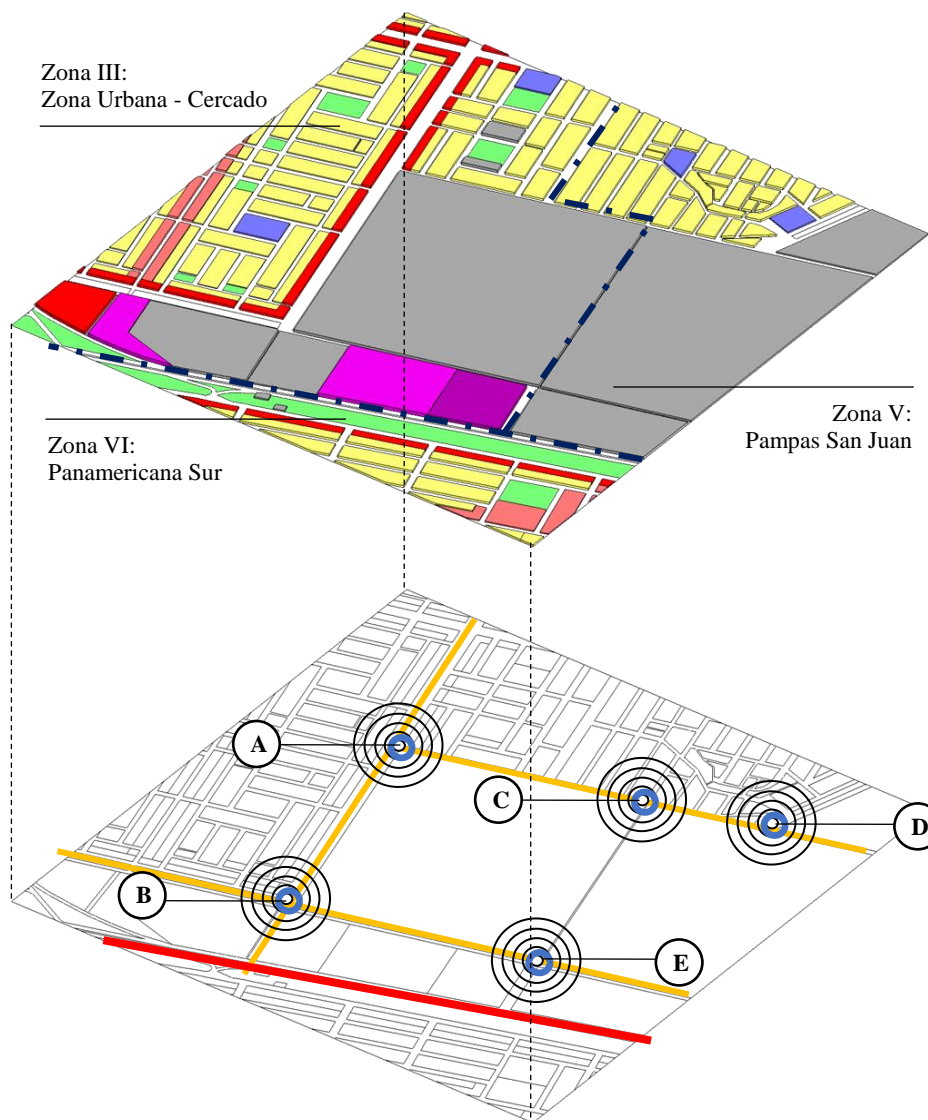 Zona III:
Zona Urbana - Cercado
Zona VI:
Panamericana Sur
Zona V:
Pampas San Juan
A
C
D
B
E